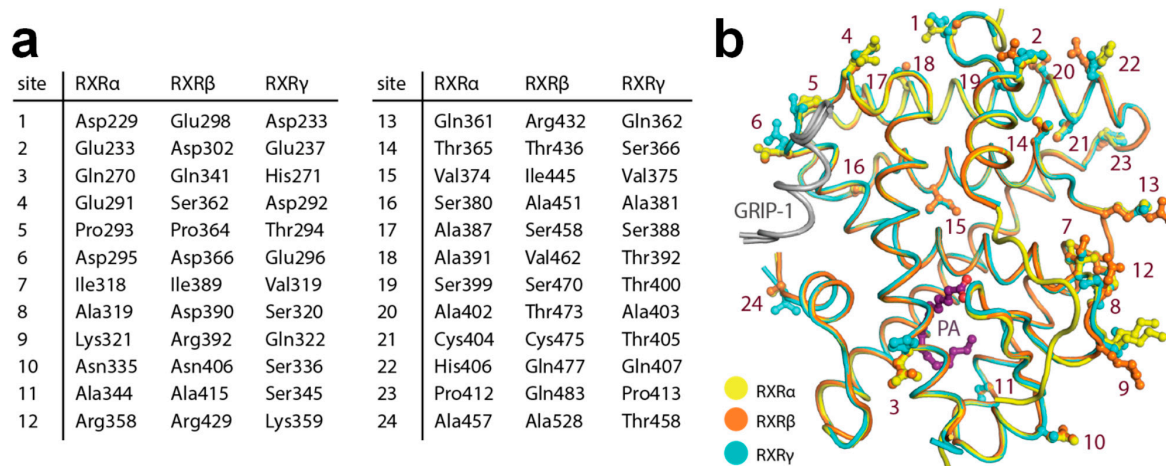 a
site RXRα RXRβ RXRγ
1 Asp229 Glu298 Asp233
2 Glu233 Asp302 Glu237
3 Gln270 Gln341 His271
4 Glu291 Ser362 Asp292
5 Pro293 Pro364 Thr294
6 Asp295 Asp366 Glu296
7 Ile318 Ile389 Val319
8 Ala319 Asp390 Ser320
9 Lys321 Arg392 Gln322
10 Asn335 Asn406 Ser336
11 Ala344 Ala415 Ser345
12 Arg358 Arg429 Lys359
site RXRα RXRβ RXRγ
13 Gln361 Arg432 Gln362
14 Thr365 Thr436 Ser366
15 Val374 Ile445 Val375
16 Ser380 Ala451 Ala381
17 Ala387 Ser458 Ser388
18 Ala391 Val462 Thr392
19 Ser399 Ser470 Thr400
20 Ala402 Thr473 Ala403
21 Cys404 Cys475 Thr405
22 His406 Gln477 Gln407
23 Pro412 Gln483 Pro413
24 Ala457 Ala528 Thr458
b
1
2
4
22
18
17
19
20
5
6
14
21
23
16
13
GRIP-1
15
7
12
24
8
PA
9
11
3
10
RXRα
RXRβ
RXRγ